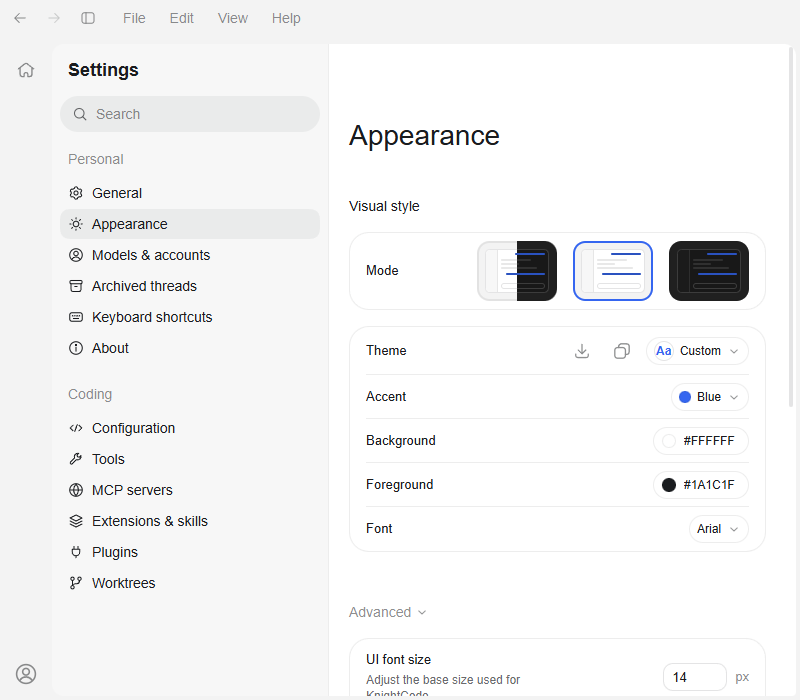 File Edit View Help
Settings
Search
Personal
General
Appearance
Models & accounts
Archived threads
Keyboard shortcuts
About
Coding
Configuration
Tools
MCP servers
Extensions & skills
Plugins
Worktrees
Appearance
Visual style
Mode
Theme
Aa Custom
Accent
Blue
Background
#FFFFFF
Foreground
#1A1C1F
Font
Arial
Advanced
UI font size
Adjust the base size used for
KnightCode
14 px